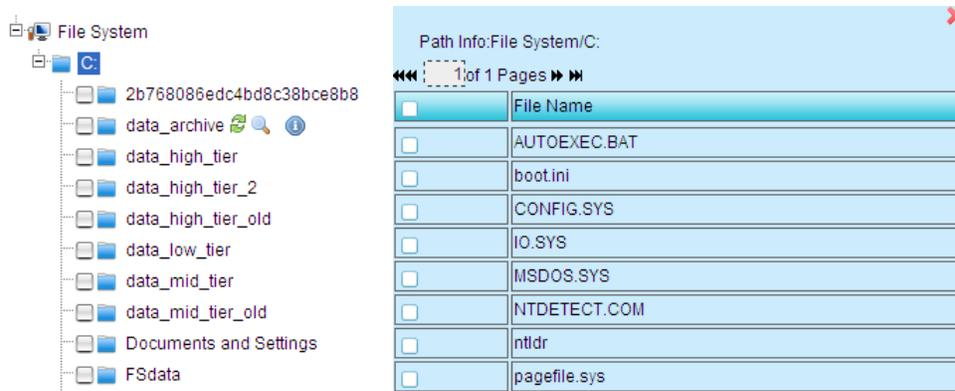 File System
C:
2b768086edc4bd8c38bce8b8
data_archive
data_high_tier
data_high_tier_2
data_high_tier_old
data_low_tier
data_mid_tier
data_mid_tier_old
Documents and Settings
FSdata
Path Info:File System/C:
1 of 1 Pages
File Name
AUTOEXEC.BAT
boot.ini
CONFIG.SYS
IO.SYS
MSDOS.SYS
NTDETECT.COM
ntldr
pagefile.sys